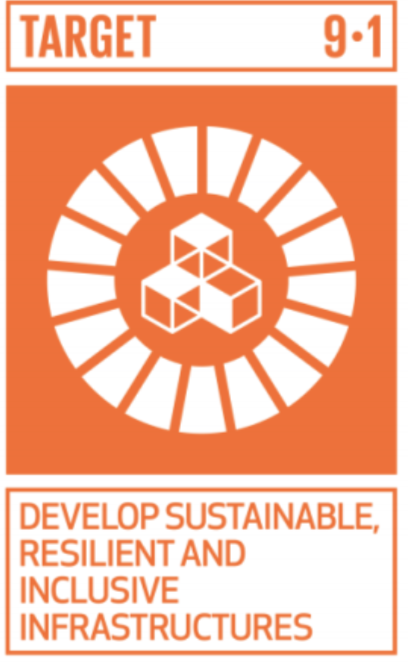 TARGET 9·1
DEVELOP SUSTAINABLE,
RESILIENT AND
INCLUSIVE
INFRASTRUCTURES